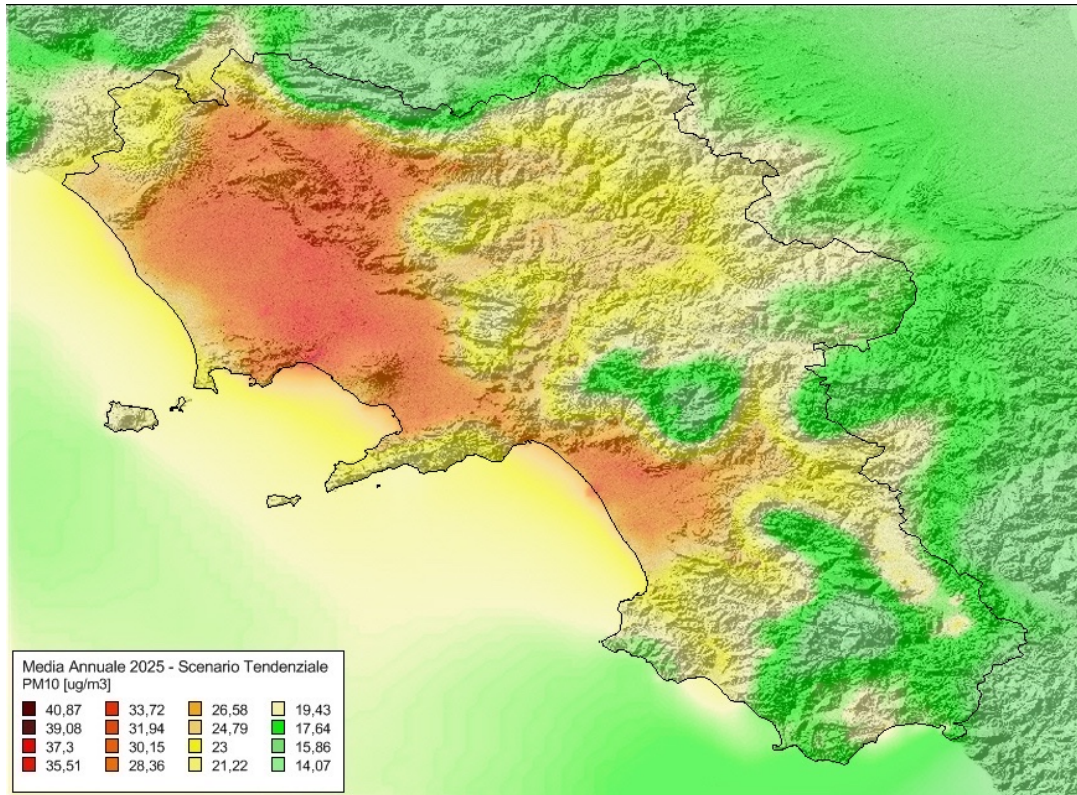 Media Annuale 2025 - Scenario Tendenziale
PM10 [ug/m3]
40,87 33,72 26,58 19,43
39,08 31,94 24,79 17,64
37,3 30,15 23 15,86
35,51 28,36 21,22 14,07